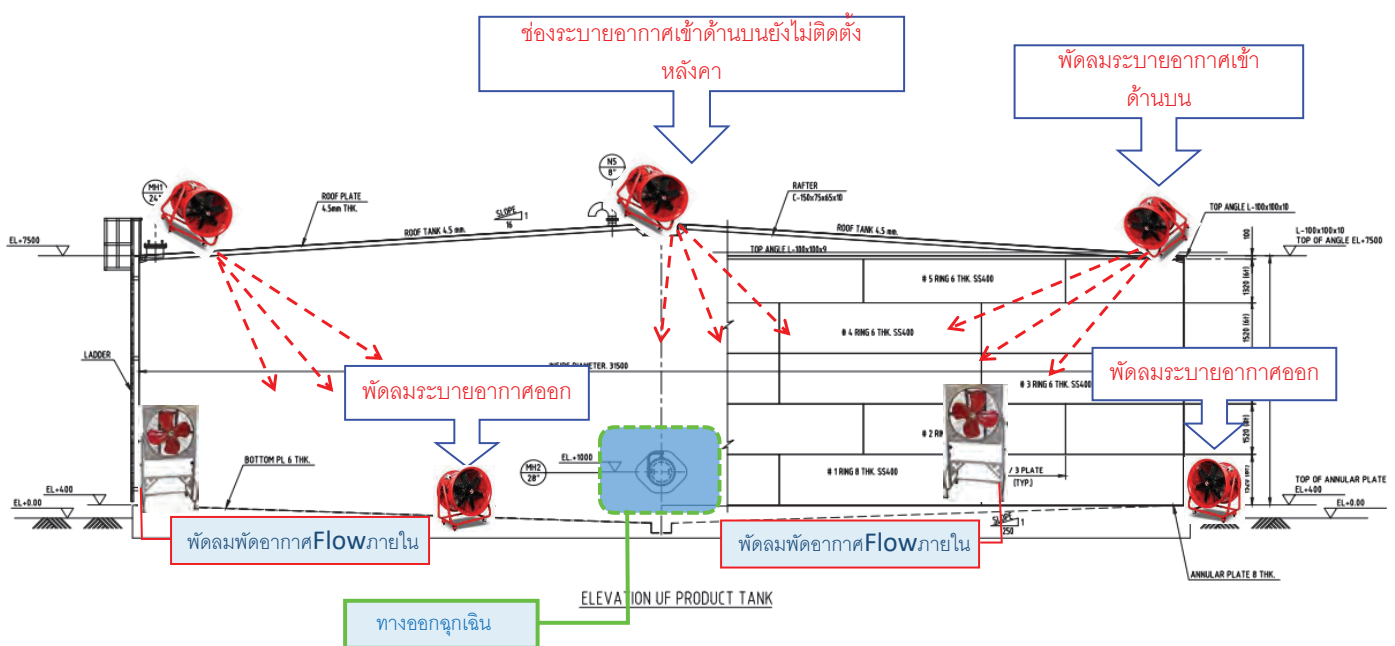 ช่องระบายอากาศเข้าด้านบนยังไม่ติดตั้ง
หลังคา
พัดลมระบายอากาศเข้า
ด้านบน
MH1
24"
N5
8"
ROOF PLATE
4.5mm THK.
SLOPE
1
16
ROOF TANK 4.5 mm.
RAFTER
C-150x75x65x10
ROOF TANK 4.5 mm.
TOP ANGLE L-100x100x10
L-100x100x10
TOP OF ANGLE EL+7500
EL+7500
TOP ANGLE L-100x100x9
100
# 5 RING 6 THK. SS400
1320 (6t)
# 4 RING 6 THK. SS400
1520 (6t)
LADDER
DIAMETER. 31500
# 3 RING 6 THK. SS400
พัดลมระบายอากาศออก
พัดลมระบายอากาศออก
1520 (6t)
BOTTOM PL 6 THK.
MH2
20"
EL.+1000
# 1 RING 8 THK. SS400
/ 3 PLATE
(TYP.)
TOP OF ANNULAR PLATE
EL+400
EL+0.00
EL+400
EL+0.00
SLOPE
1
250
พัดลมพัดอากาศFlowภายใน
พัดลมพัดอากาศFlowภายใน
ANNULAR PLATE 8 THK.
ELEVATION OF PRODUCT TANK
ทางออกฉุกเฉิน